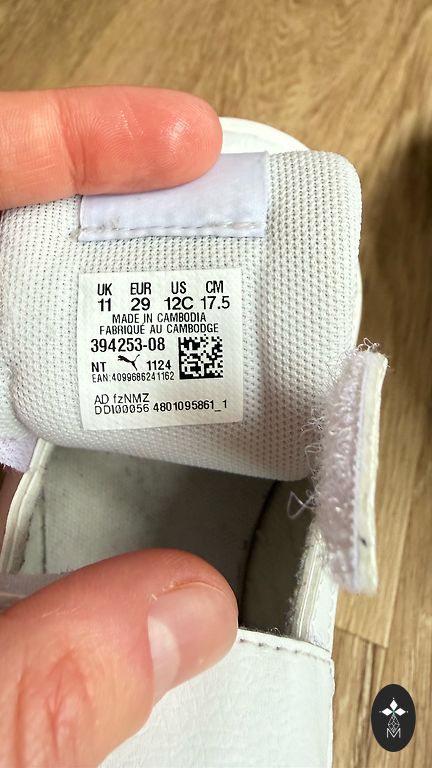 UK EUR US CM
11 29 12C 17.5
MADE IN CAMBODIA
FABRIQUÉ AU CAMBODGE
394253-08
NT 1124
EAN:4099686241162
AD fzNMZ
DDI00056 4801095861_1
M